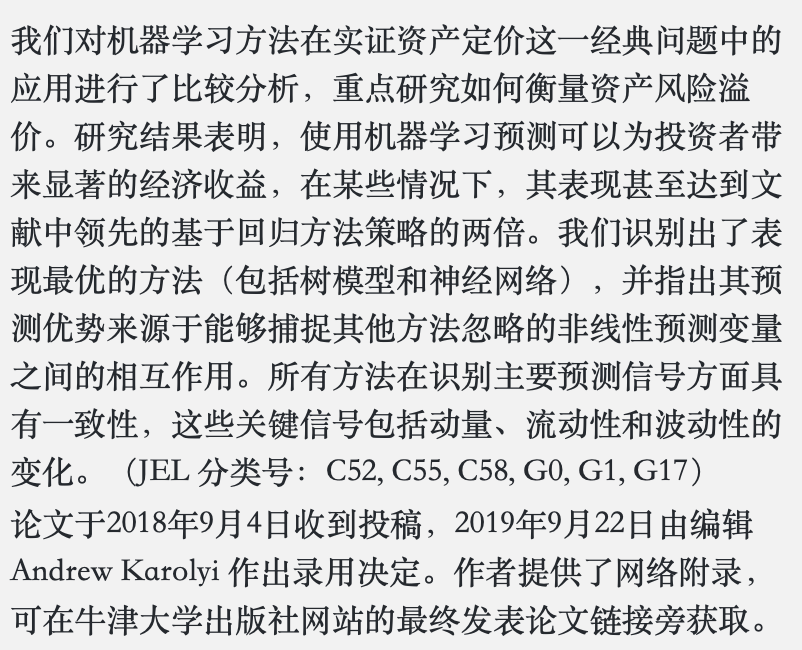 我们对机器学习方法在实证资产定价这一经典问题中的
应用进行了比较分析，重点研究如何衡量资产风险溢
价。研究结果表明，使用机器学习预测可以为投资者带
来显著的经济收益，在某些情况下，其表现甚至达到文
献中领先的基于回归方法策略的两倍。我们识别出了表
现最优的方法（包括树模型和神经网络），并指出其预
测优势来源于能够捕捉其他方法忽略的非线性预测变量
之间的相互作用。所有方法在识别主要预测信号方面具
有一致性，这些关键信号包括动量、流动性和波动性的
变化。（JEL 分类号：C52, C55, C58, G0, G1, G17）
论文于2018年9月4日收到投稿，2019年9月22日由编辑
Andrew Karolyi 作出录用决定。作者提供了网络附录，
可在牛津大学出版社网站的最终发表论文链接旁获取。